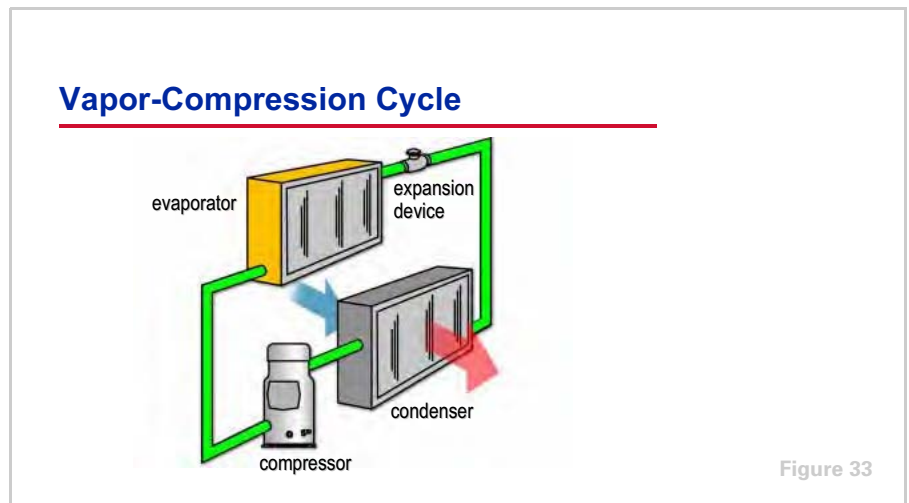 Vapor-Compression Cycle
evaporator
expansion
device
condenser
compressor
Figure 33